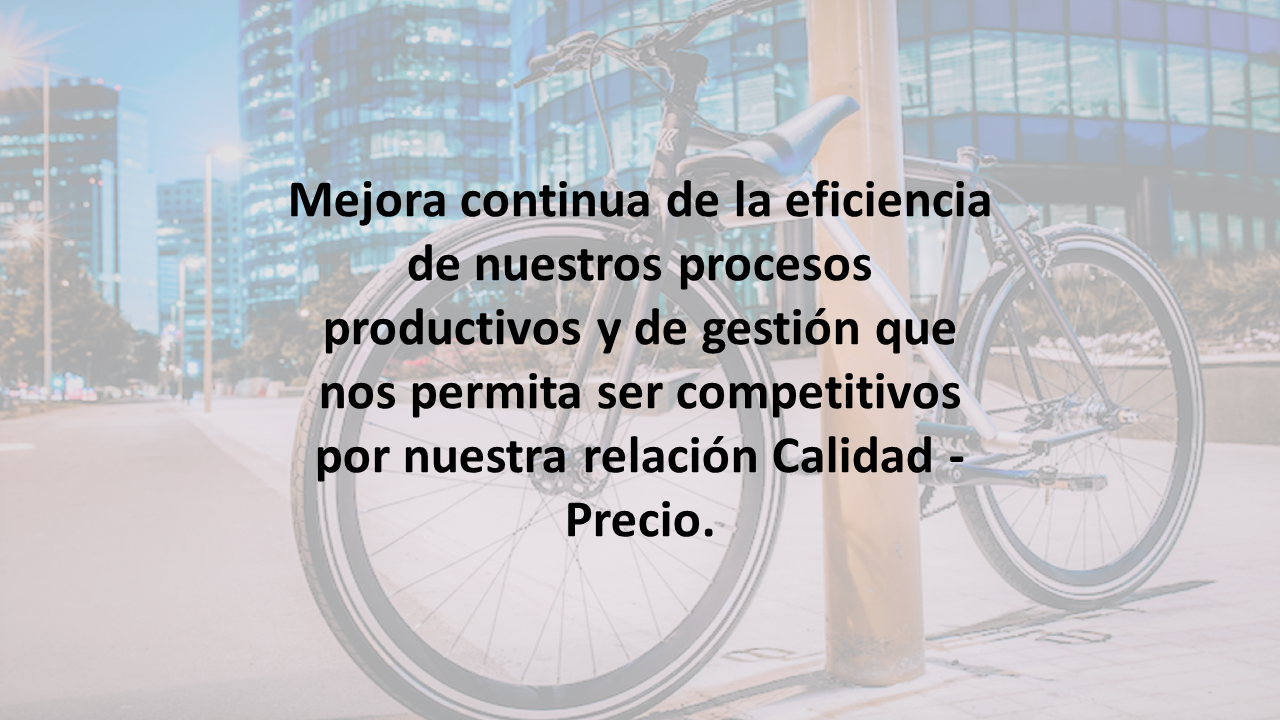 Mejora continua de la eficiencia
de nuestros procesos
productivos y de gestión que
nos permita ser competitivos
por nuestra relación Calidad -
Precio.